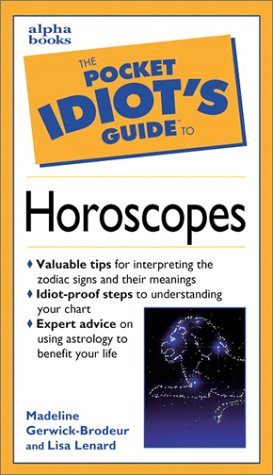 alpha
books
THE
POCKET
IDIOT'S
GUIDE™ TO
Horoscopes
♦ Valuable tips for interpreting the
zodiac signs and their meanings
♦ Idiot-proof steps to understanding
your chart
♦ Expert advice on
using astrology to
benefit your life
Madeline
Gerwick-Brodeur
and Lisa Lenard